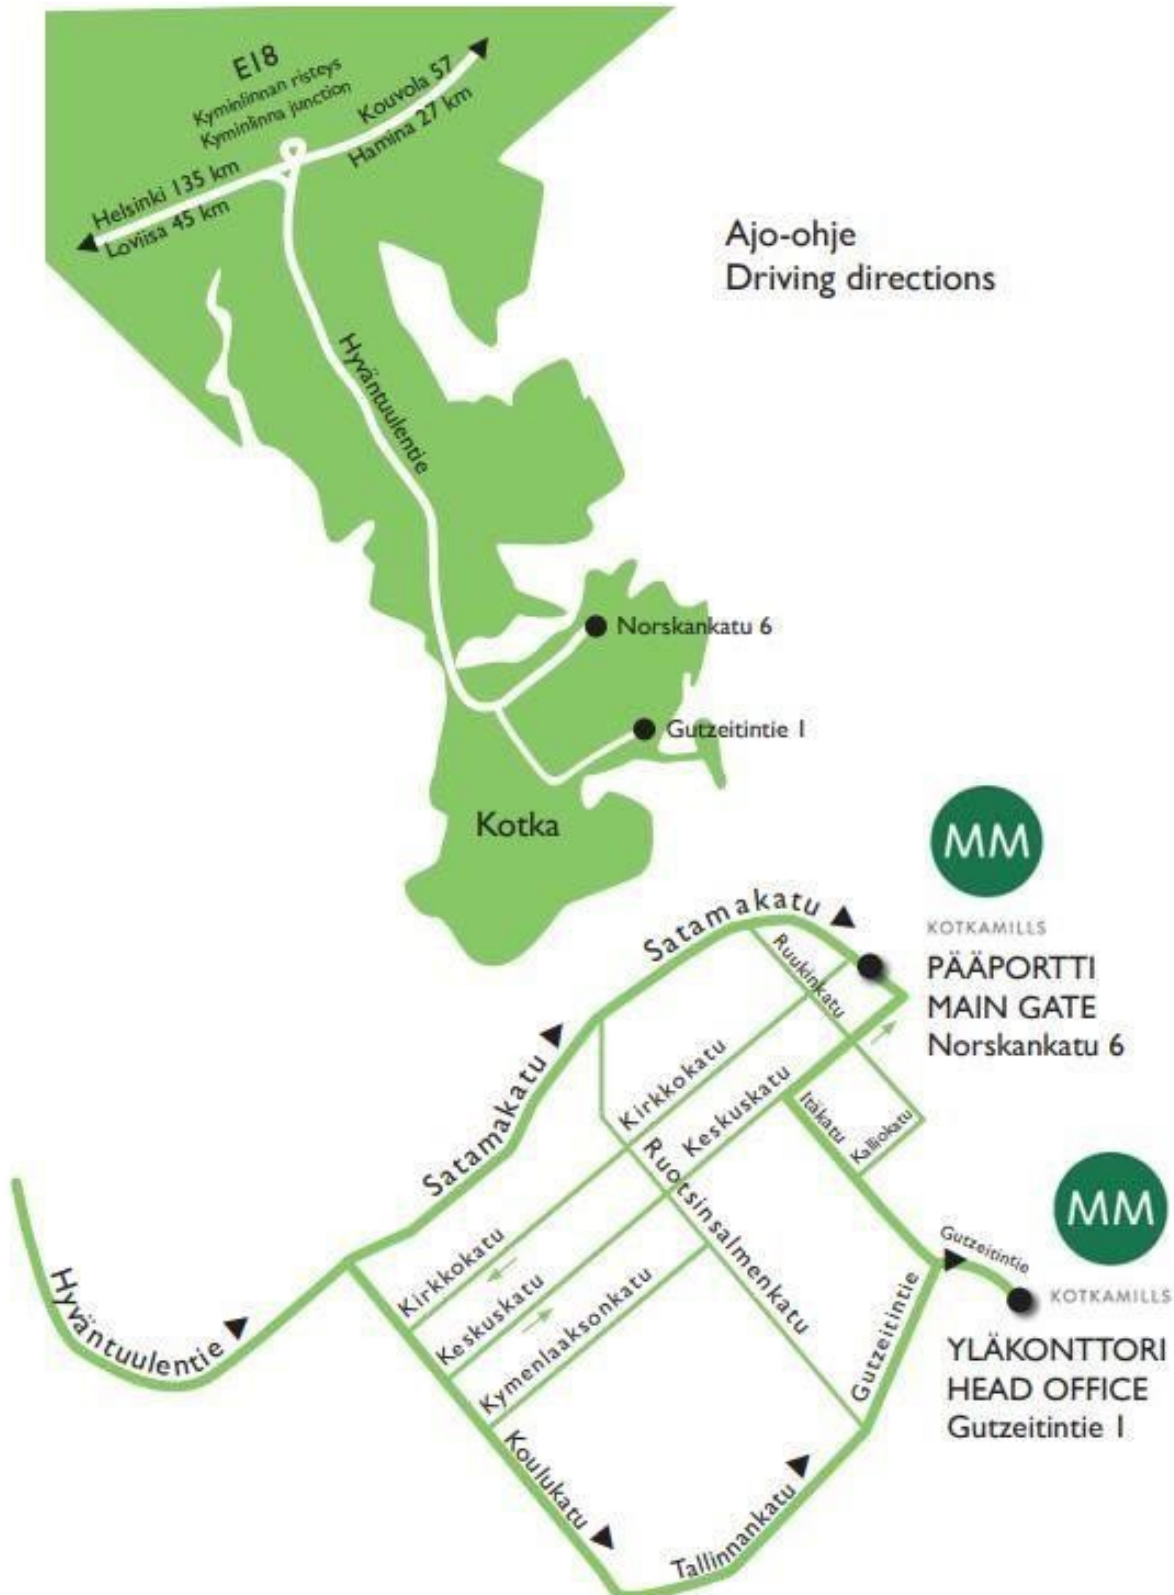 E18
Kyminlinnan risteys
Kyminlinna junction
Kouvola 57
Hamina 27 km
Helsinki 135 km
Loviisa 45 km
Ajo-ohje
Driving directions
Hyväntuulentie
Norskankatu 6
Gutzeitintie 1
Kotka
MM
KOTKAMILLS
PÄÄPORTTI
MAIN GATE
Norskankatu 6
Satamakatu
Ruukinkatu
Satamakatu
Kirkkokatu
Keskuskatu
Itäkatu
Kalliokatu
Ruotsinsalmenkatu
MM
KOTKAMILLS
Gutzeitintie
YLÄKONTTORI
HEAD OFFICE
Gutzeitintie 1
Kirkkokatu
Keskuskatu
Kymenlaaksonkatu
Hyväntuulentie
Gutzeitintie
Koulukatu
Tallinnankatu